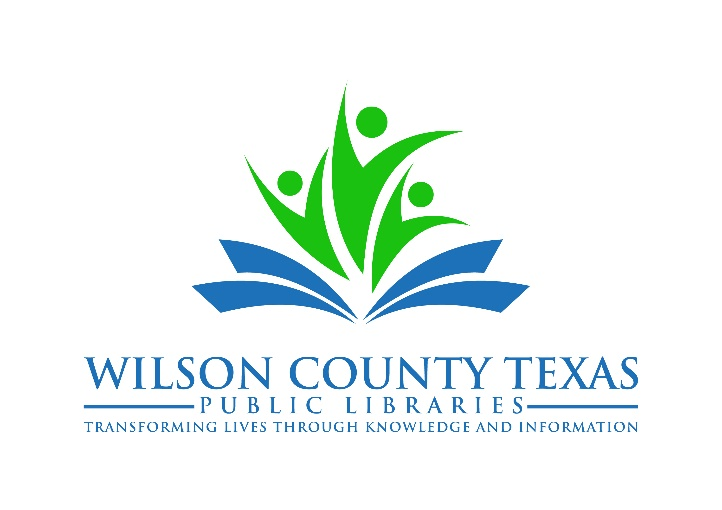 WILSON COUNTY TEXAS
PUBLIC LIBRARIES
TRANSFORMING LIVES THROUGH KNOWLEDGE AND INFORMATION